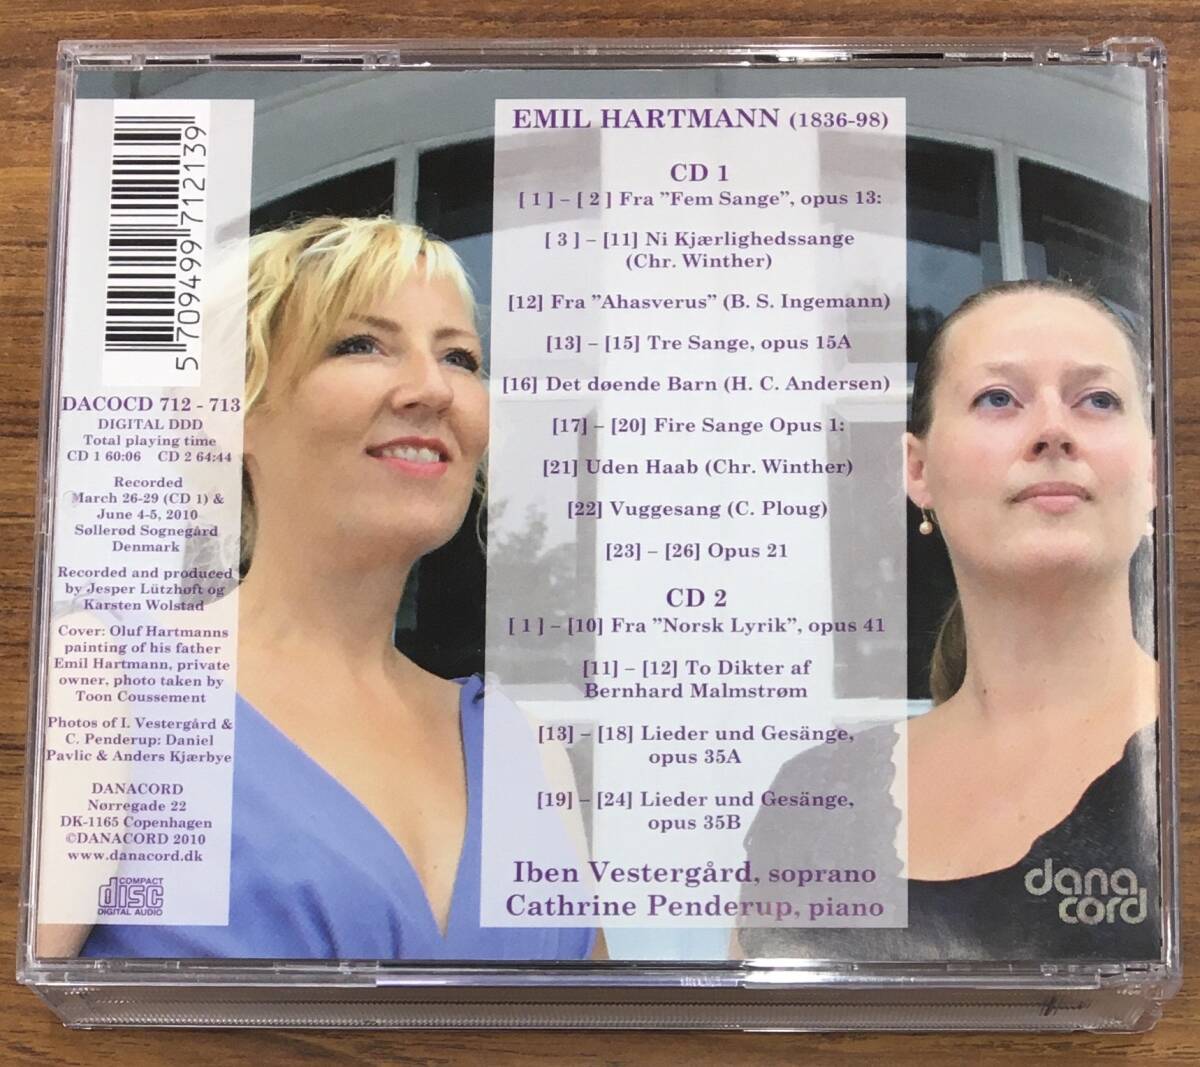 5 709499 712139
DACOCD 712 - 713
DIGITAL DDD
Total playing time
CD 1 60:06 CD 2 64:44
Recorded
March 26-29 (CD 1) &
June 4-5, 2010
Søllerød Sognegård
Denmark
Recorded and produced
by Jesper Lützhøft og
Karsten Wolstad
Cover: Oluf Hartmanns
painting of his father
Emil Hartmann, private
owner, photo taken by
Toon Coussement
Photos of I. Vestergård &
C. Penderup: Daniel
Pavlic & Anders Kjærbye
DANACORD
Nørregade 22
DK-1165 Copenhagen
©DANACORD 2010
www.danacord.dk
COMPACT
disc
DIGITAL AUDIO
EMIL HARTMANN (1836-98)
CD 1
[ 1 ] – [ 2 ] Fra ”Fem Sange”, opus 13:
[ 3 ] – [11] Ni Kjærlighedssange
(Chr. Winther)
[12] Fra ”Ahasverus” (B. S. Ingemann)
[13] – [15] Tre Sange, opus 15A
[16] Det døende Barn (H. C. Andersen)
[17] – [20] Fire Sange Opus 1:
[21] Uden Haab (Chr. Winther)
[22] Vuggesang (C. Ploug)
[23] – [26] Opus 21
CD 2
[ 1 ] – [10] Fra ”Norsk Lyrik”, opus 41
[11] – [12] To Dikter af
Bernhard Malmstrøm
[13] – [18] Lieder und Gesänge,
opus 35A
[19] – [24] Lieder und Gesänge,
opus 35B
Iben Vestergård, soprano
Cathrine Penderup, piano
dana
cord